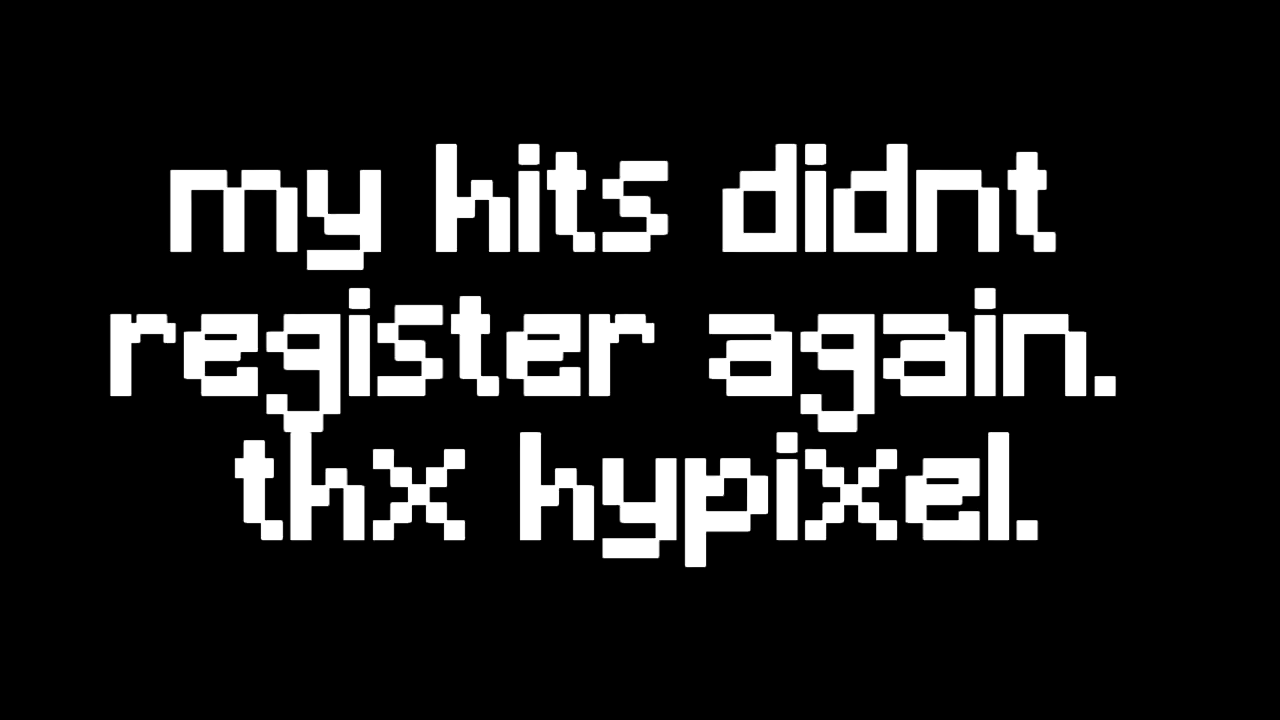 my hits didnt
register again.
thx hypixel.